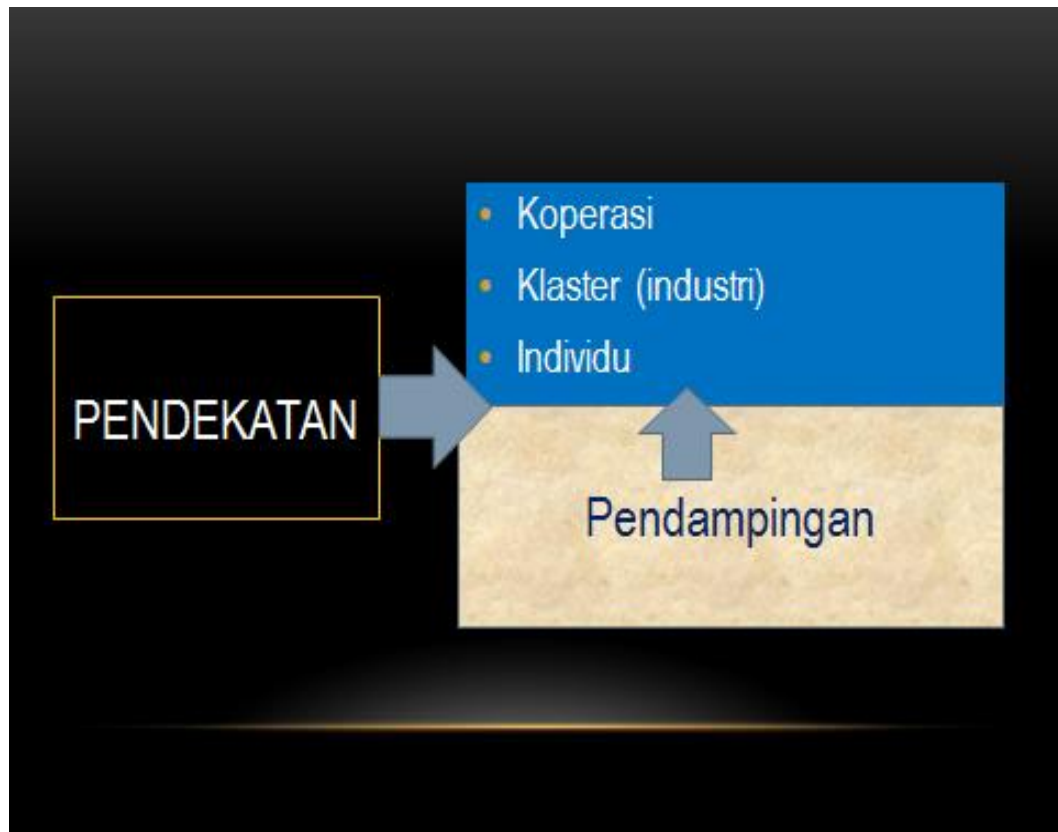 PENDEKATAN
• Koperasi
• Klaster (industri)
• Individu
Pendampingan